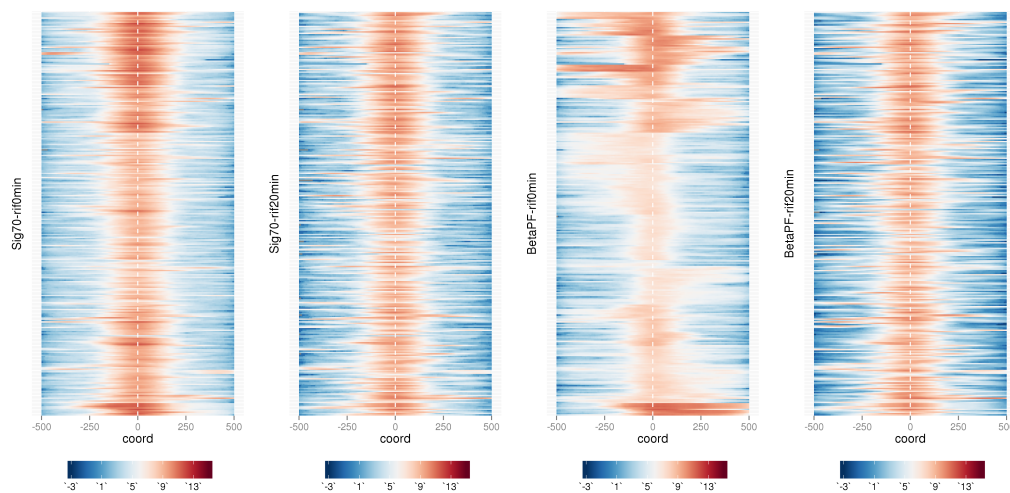 Sig70-rif0min
-500 -250 0 250 500
coord
`-3` `1` `5` `9` `13`
Sig70-rif20min
-500 -250 0 250 500
coord
`-3` `1` `5` `9` `13`
BetaPF-rif0min
-500 -250 0 250 500
coord
`-3` `1` `5` `9` `13`
BetaPF-rif20min
-500 -250 0 250 500
coord
`-3` `1` `5` `9` `13`